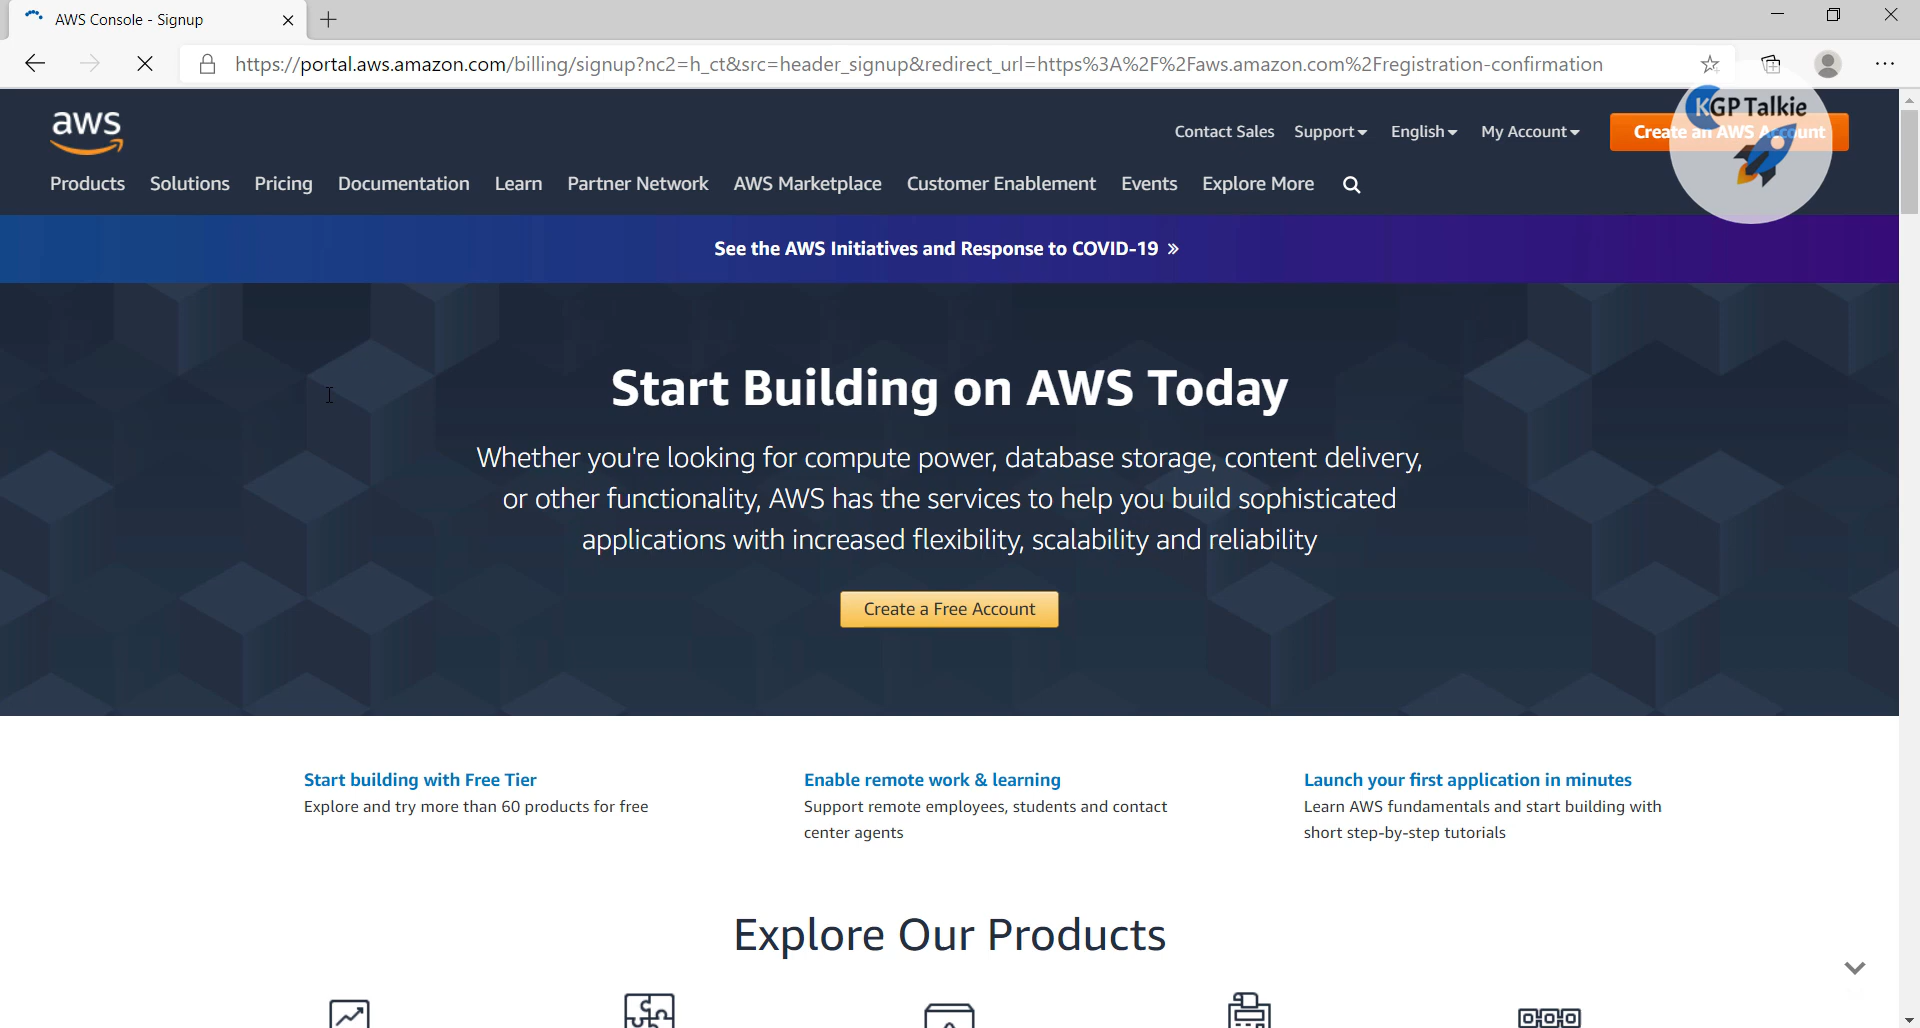 AWS Console - Signup
https://portal.aws.amazon.com/billing/signup?nc2=h_ct&src=header_signup&redirect_url=https%3A%2F%2Faws.amazon.com%2Fregistration-confirmation
KGP Talkie
aws
Contact Sales Support English My Account Create an AWS Account
Products Solutions Pricing Documentation Learn Partner Network AWS Marketplace Customer Enablement Events Explore More
See the AWS Initiatives and Response to COVID-19 »
Start Building on AWS Today
Whether you're looking for compute power, database storage, content delivery,
or other functionality, AWS has the services to help you build sophisticated
applications with increased flexibility, scalability and reliability
Create a Free Account
Start building with Free Tier
Explore and try more than 60 products for free
Enable remote work & learning
Support remote employees, students and contact
center agents
Launch your first application in minutes
Learn AWS fundamentals and start building with
short step-by-step tutorials
Explore Our Products